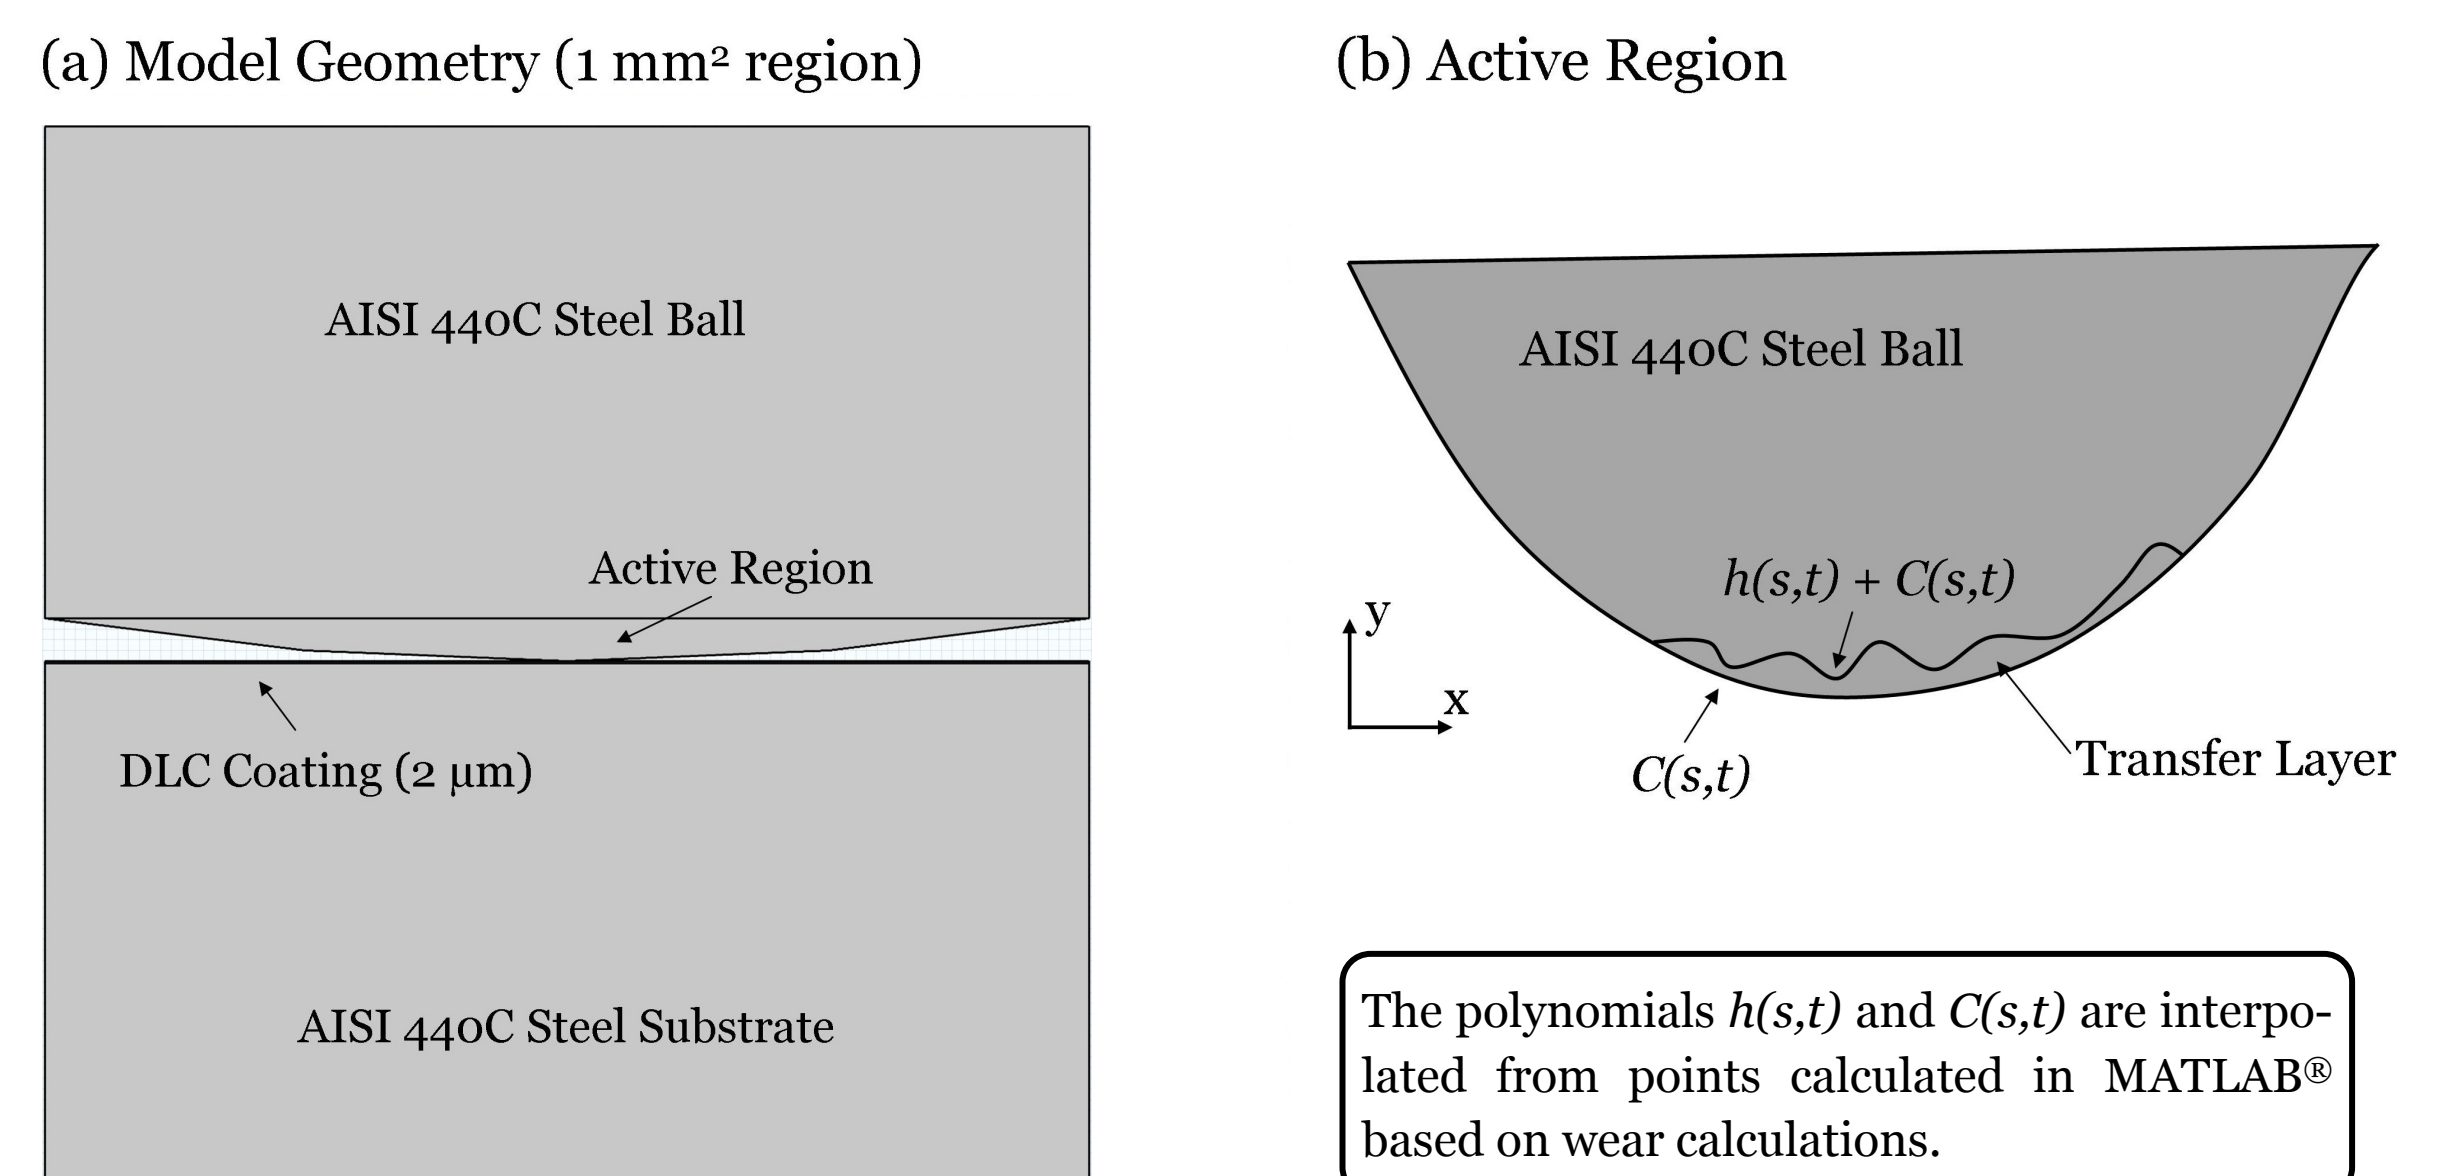 (a) Model Geometry (1 mm² region)
AISI 440C Steel Ball
Active Region
DLC Coating (2 µm)
AISI 440C Steel Substrate
(b) Active Region
AISI 440C Steel Ball
h(s,t) + C(s,t)
y
x
C(s,t)
Transfer Layer
The polynomials h(s,t) and C(s,t) are interpo-
lated from points calculated in MATLAB®
based on wear calculations.